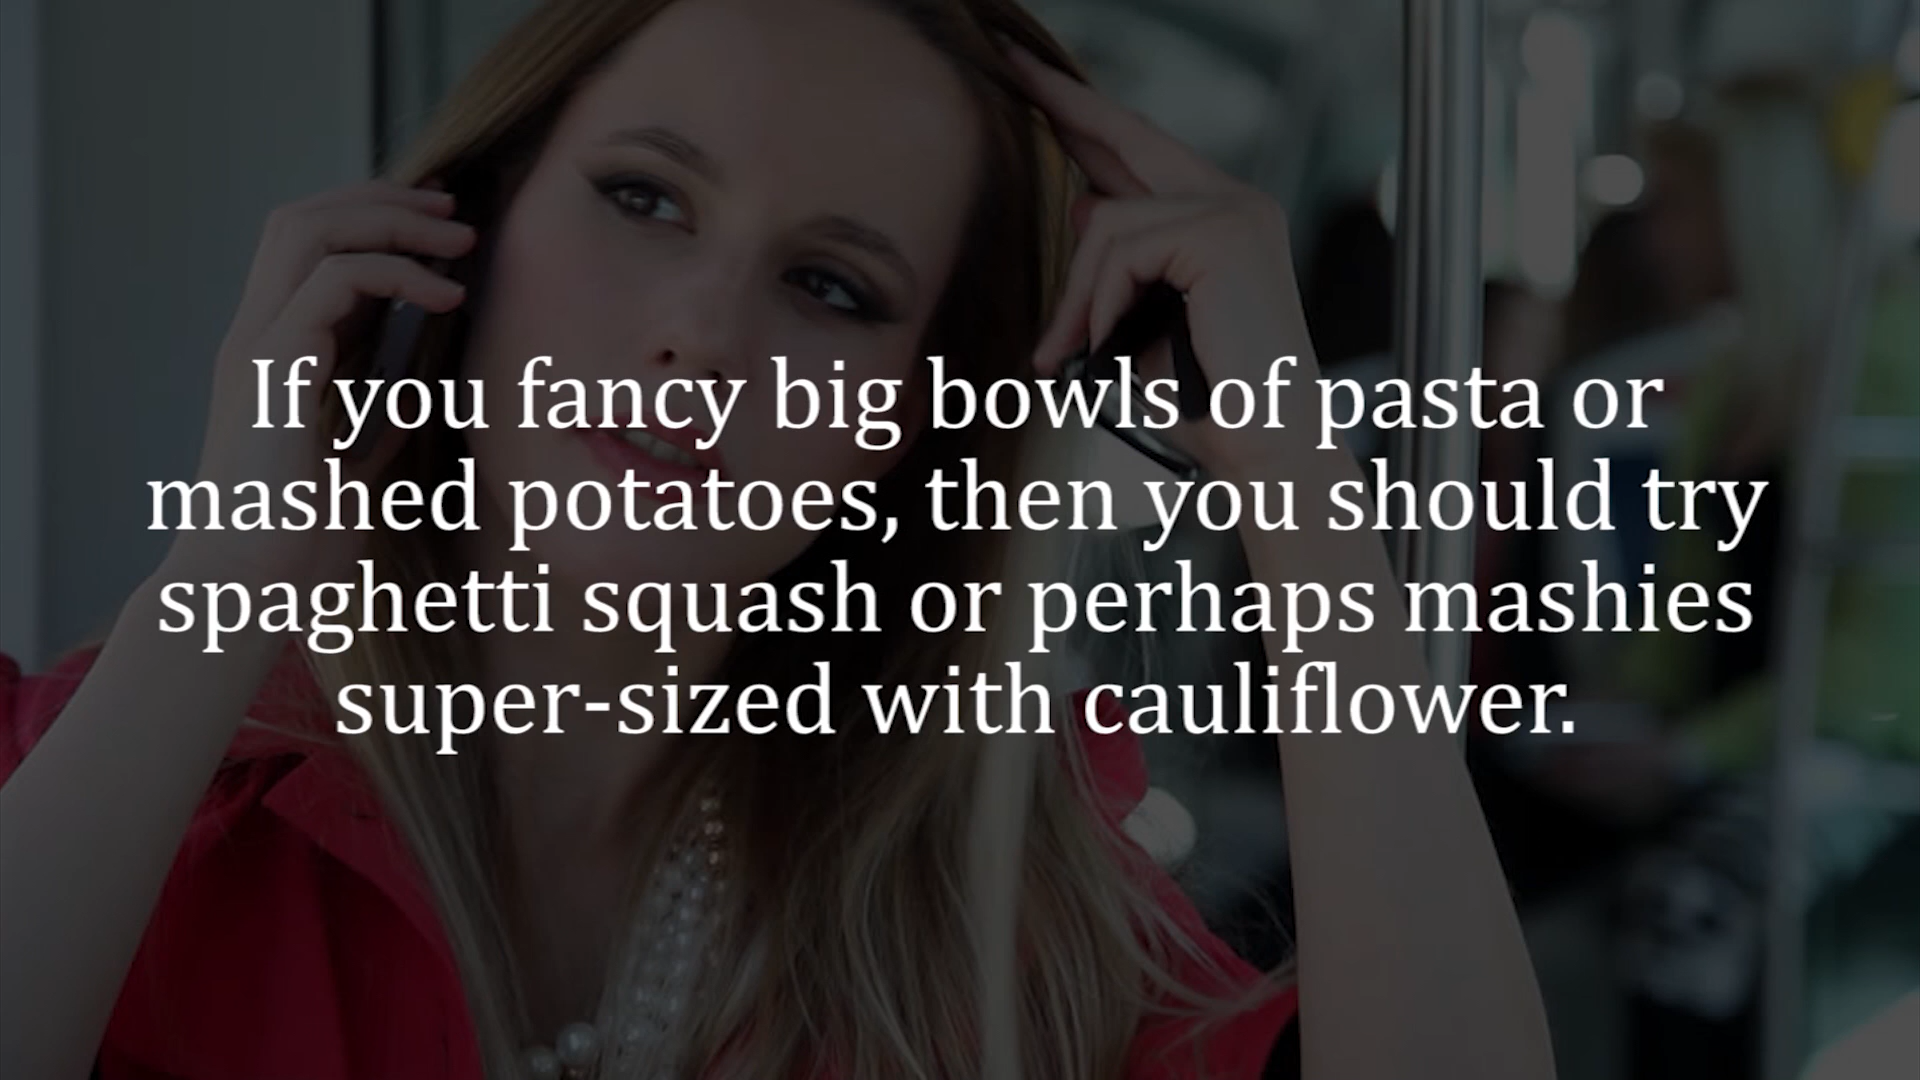 If you fancy big bowls of pasta or
mashed potatoes, then you should try
spaghetti squash or perhaps mashies
super-sized with cauliflower.